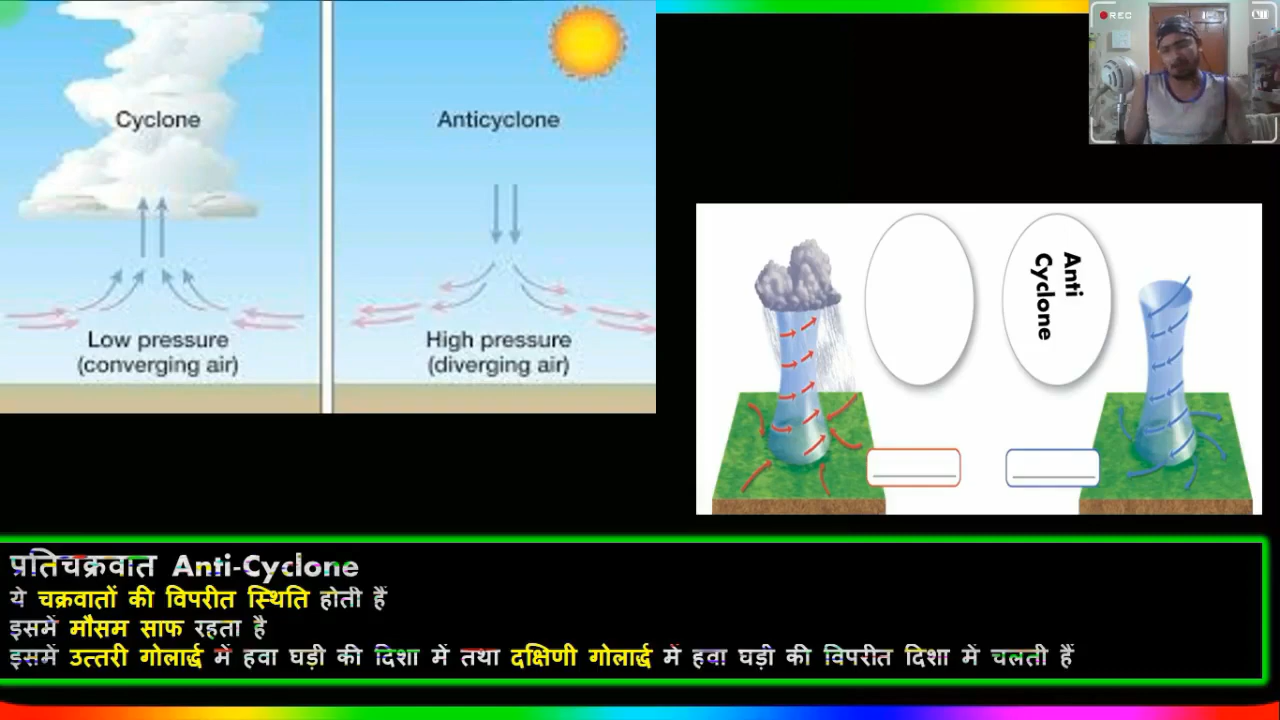 Cyclone
Low pressure
(converging air)
Anticyclone
High pressure
(diverging air)
REC
Anti
Cyclone
प्रतिचक्रवात Anti-Cyclone
ये चक्रवातों की विपरीत स्थिति होती हैं
इसमें मौसम साफ रहता है
इसमें उत्तरी गोलार्द्ध में हवा घड़ी की दिशा में तथा दक्षिणी गोलार्द्ध में हवा घड़ी की विपरीत दिशा में चलती हैं